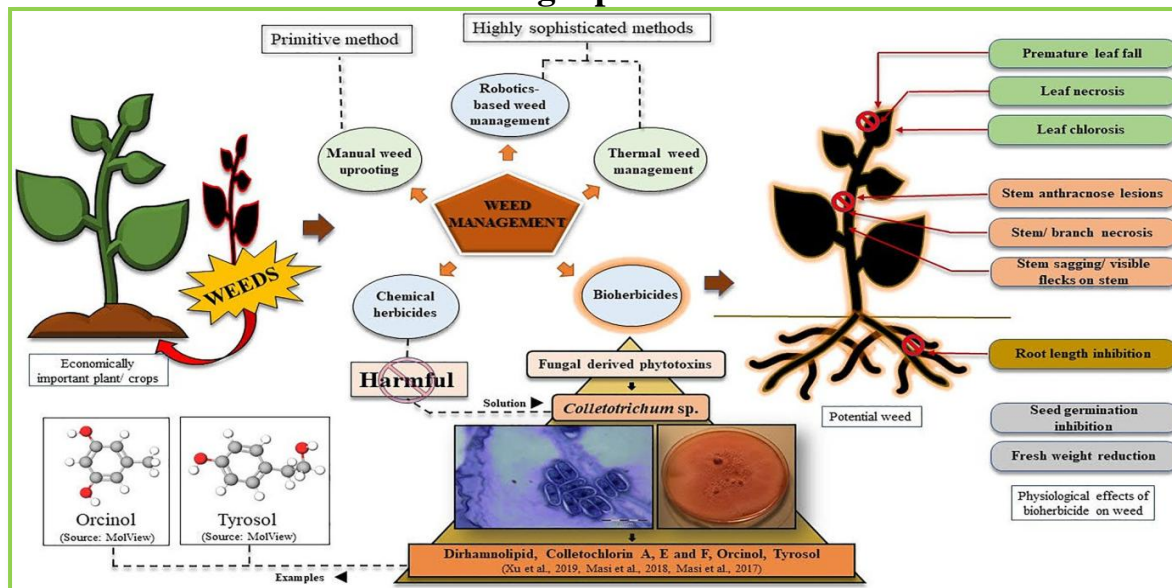 Primitive method
Highly sophisticated methods
Robotics-
based weed
management
Manual weed
uprooting
Thermal weed
management
WEED
MANAGEMENT
WEEDS
Economically
important plant/ crops
Chemical
herbicides
Bioherbicides
Harmful
Fungal derived phytotoxins
Solution
Colletotrichum sp.
Orcinol
(Source: MolView)
Tyrosol
(Source: MolView)
Dirhamnolipid, Colletochlorin A, E and F, Orcinol, Tyrosol
(Xu et al., 2019, Masi et al., 2018, Masi et al., 2017)
Examples
Premature leaf fall
Leaf necrosis
Leaf chlorosis
Stem anthracnose lesions
Stem/ branch necrosis
Stem sagging/ visible
flecks on stem
Root length inhibition
Potential weed
Seed germination
inhibition
Fresh weight reduction
Physiological effects of
bioherbicide on weed